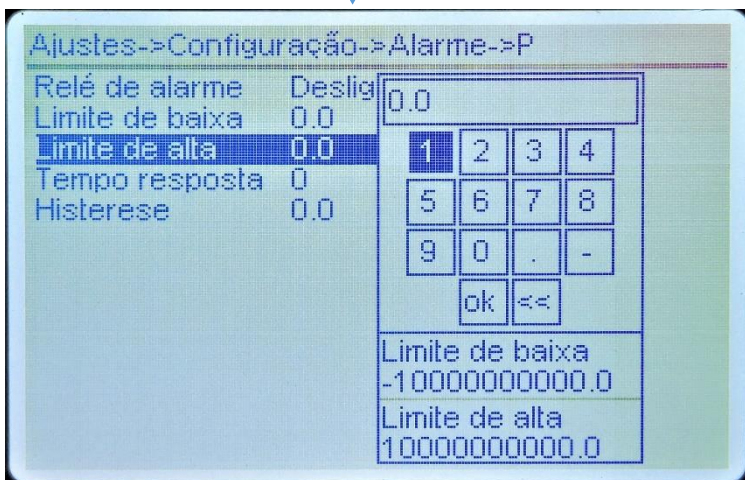 Ajustes->Configuração->Alarme->P
Relé de alarme Deslig
Limite de baixa 0.0
Limite de alta 0.0
Tempo resposta 0
Histerese 0.0
0.0
1 2 3 4
5 6 7 8
9 0 . -
ok <<
Limite de baixa
-10000000000.0
Limite de alta
10000000000.0